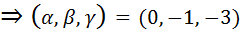 ⇒ (α, β, γ) = (0, −1, −3)